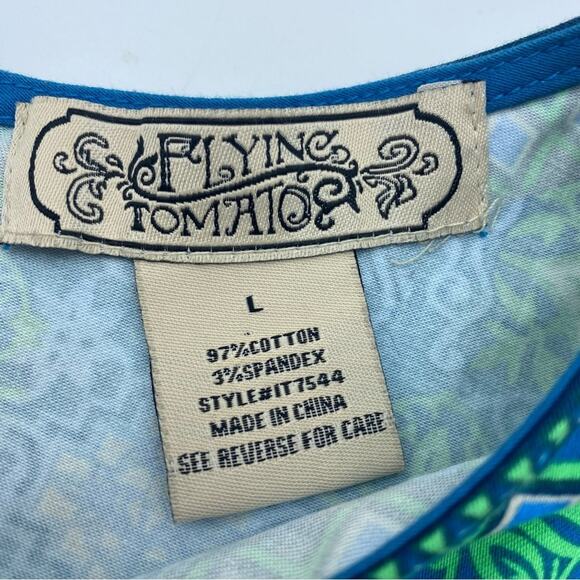 FLYING
TOMATO
L
97%COTTON
3%SPANDEX
STYLE#IT7544
MADE IN CHINA
SEE REVERSE FOR CARE